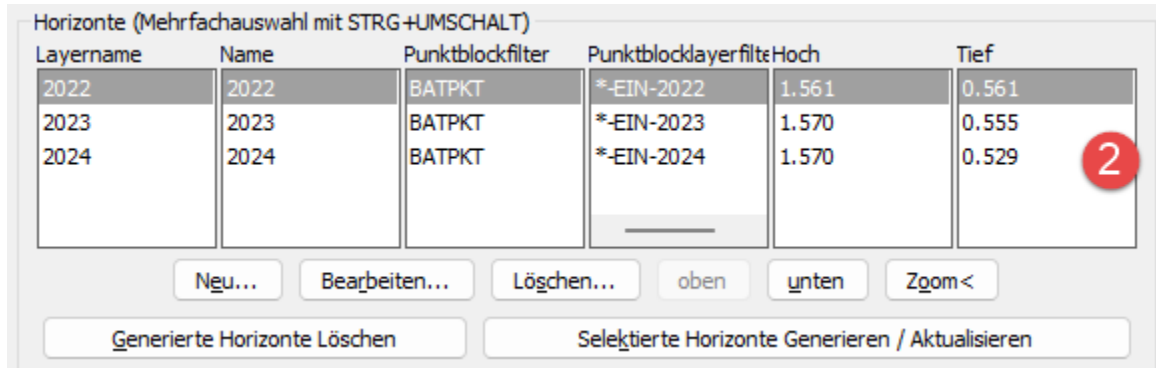 Horizonte (Mehrfachauswahl mit STRG+UMSCHALT)
Layername Name Punktblockfilter Punktblocklayerfilte Hoch Tief
2022 2022 BATPKT *-EIN-2022 1.561 0.561
2023 2023 BATPKT *-EIN-2023 1.570 0.555
2024 2024 BATPKT *-EIN-2024 1.570 0.529
2
Neu... Bearbeiten... Löschen... oben unten Zoom<
Generierte Horizonte Löschen Selektierte Horizonte Generieren / Aktualisieren